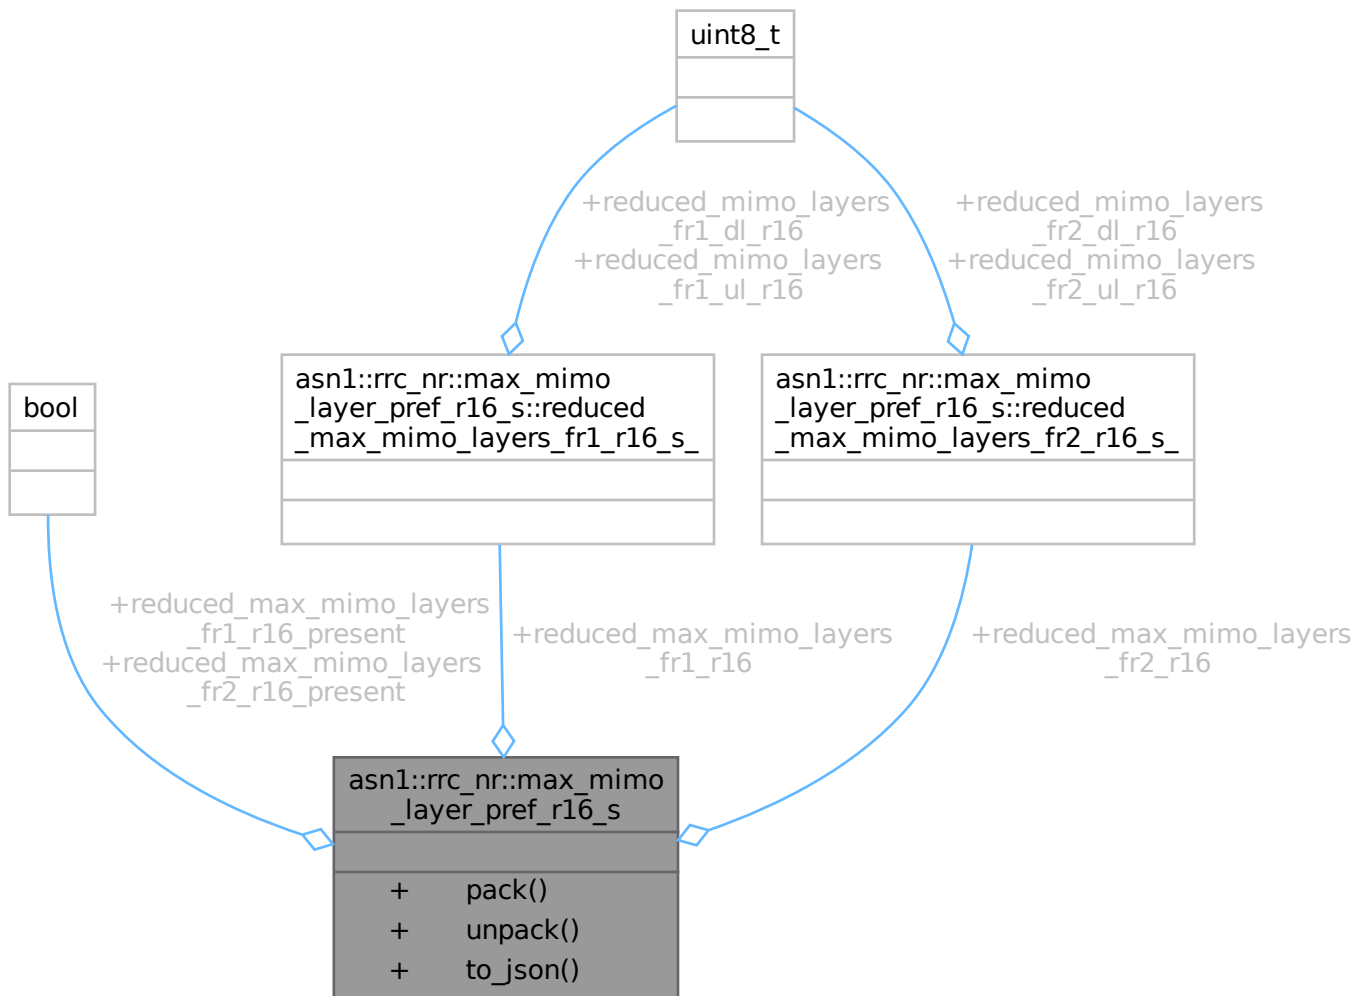 uint8_t
+reduced_mimo_layers
_fr1_dl_r16
+reduced_mimo_layers
_fr1_ul_r16
+reduced_mimo_layers
_fr2_dl_r16
+reduced_mimo_layers
_fr2_ul_r16
bool
asn1::rrc_nr::max_mimo
_layer_pref_r16_s::reduced
_max_mimo_layers_fr1_r16_s_
asn1::rrc_nr::max_mimo
_layer_pref_r16_s::reduced
_max_mimo_layers_fr2_r16_s_
+reduced_max_mimo_layers
_fr1_r16_present
+reduced_max_mimo_layers
_fr2_r16_present
+reduced_max_mimo_layers
_fr1_r16
+reduced_max_mimo_layers
_fr2_r16
asn1::rrc_nr::max_mimo
_layer_pref_r16_s
+ pack()
+ unpack()
+ to_json()